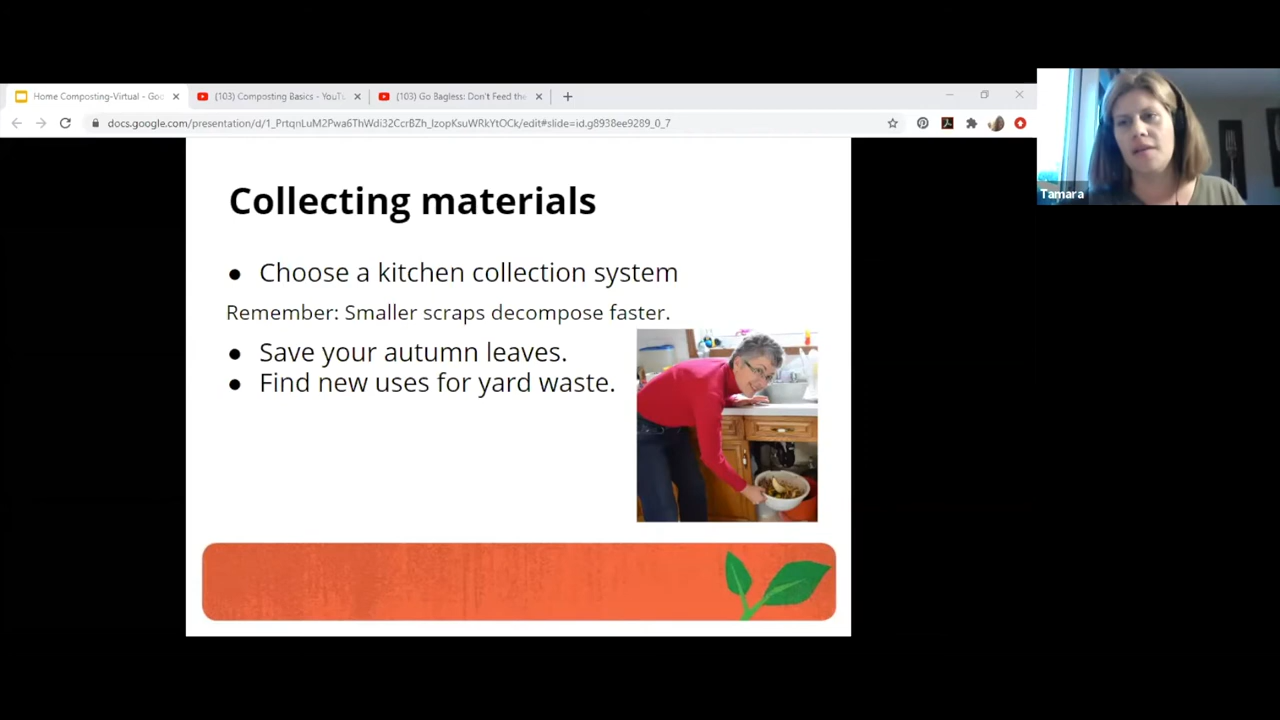 Home Composting-Virtual - Goo
(103) Composting Basics - YouTu
(103) Go Bagless: Don't Feed the
docs.google.com/presentation/d/1_PrtqnLuM2Pwa6ThWdi32CcrBZh_IzopKsuWRkYtOCk/edit#slide=id.g8938ee9289_0_7
Tamara
Collecting materials
● Choose a kitchen collection system
Remember: Smaller scraps decompose faster.
● Save your autumn leaves.
● Find new uses for yard waste.